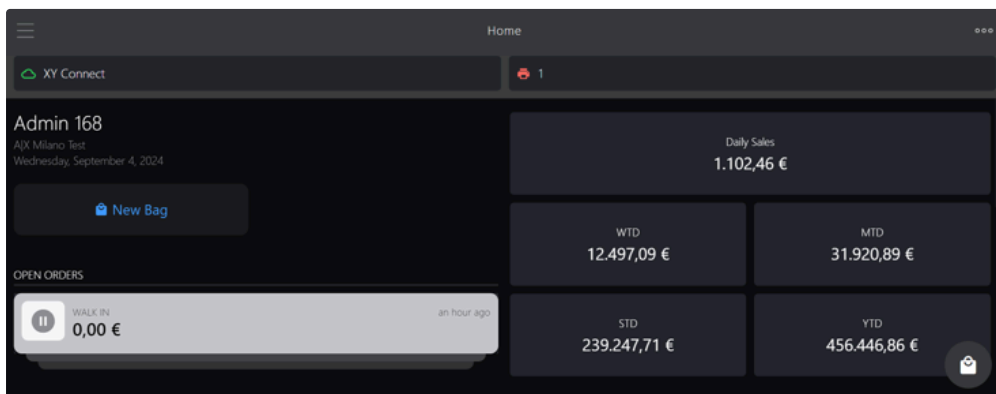 Home
XY Connect
1
Admin 168
A|X Milano Test
Wednesday, September 4, 2024
New Bag
OPEN ORDERS
WALK IN
an hour ago
0,00 €
Daily Sales
1.102,46 €
WTD
12.497,09 €
MTD
31.920,89 €
STD
239.247,71 €
YTD
456.446,86 €